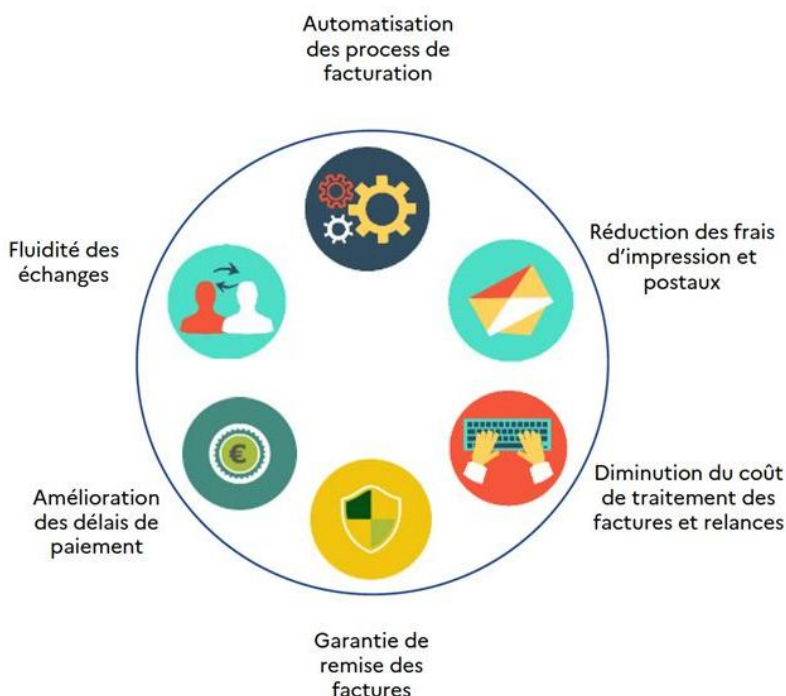 Automatisation
des process de
facturation
Réduction des frais
d’impression et
postaux
Diminution du coût
de traitement des
factures et relances
Garantie de
remise des
factures
Amélioration
des délais de
paiement
Fluidité des
échanges
€